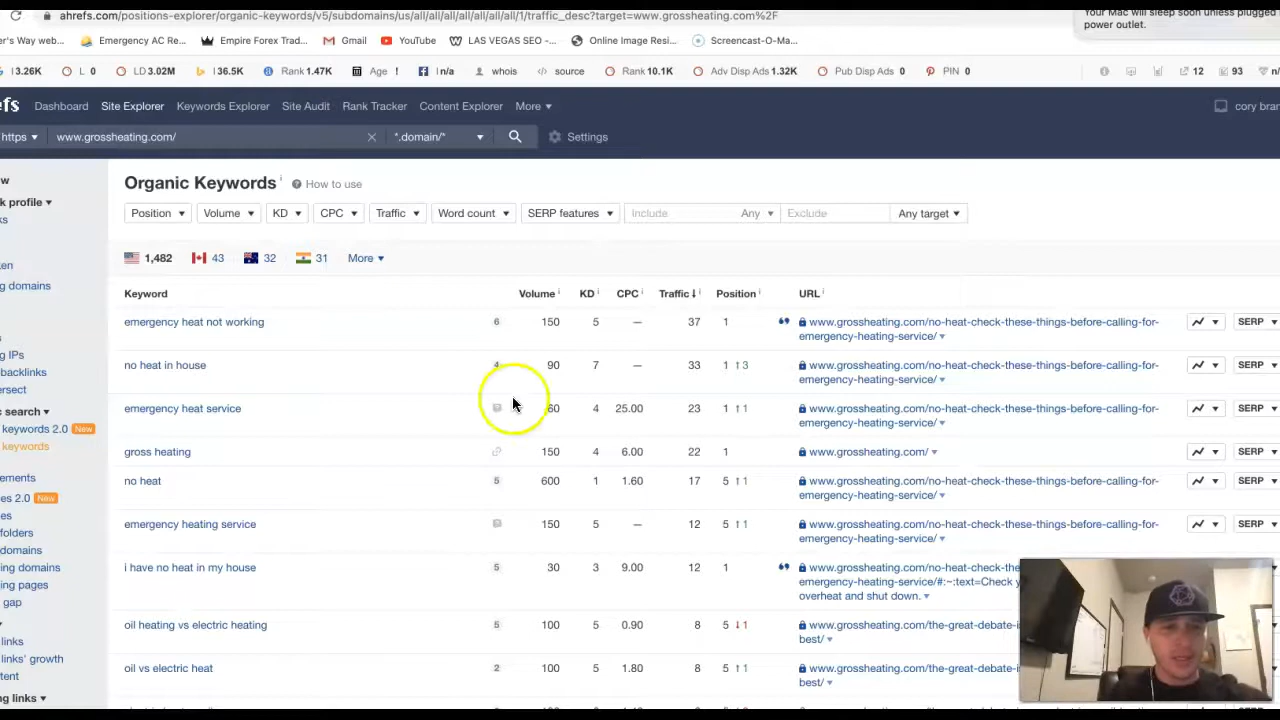 ahrefs.com/positions-explorer/organic-keywords/v5/subdomains/us/all/all/all/all/all/all/all/1/traffic_desc?target=www.grossheating.com%2F
Your Mac will sleep soon unless plugged
power outlet.
er's Way web... Emergency AC Re... Empire Forex Trad... Gmail YouTube LAS VEGAS SEO -... Online Image Resi... Screencast-O-Ma...
I 3.26K L 0 LD 3.02M I 36.5K Rank 1.47K Age ! I n/a whois source Rank 10.1K Adv Disp Ads 1.32K Pub Disp Ads 0 PIN 0 12 93 n/
efs Dashboard Site Explorer Keywords Explorer Site Audit Rank Tracker Content Explorer More cory bran
https www.grossheating.com/ *.domain/* Settings
Organic Keywords i How to use
Position Volume KD CPC Traffic Word count SERP features Include Any Exclude Any target
1,482 43 32 31 More
Keyword Volume i KD i CPC i Traffic i Position i URL i
emergency heat not working 6 150 5 — 37 1 www.grossheating.com/no-heat-check-these-things-before-calling-for-
emergency-heating-service/ SERP
no heat in house 4 90 7 — 33 1 ↑3 www.grossheating.com/no-heat-check-these-things-before-calling-for-
emergency-heating-service/ SERP
emergency heat service 60 4 25.00 23 1 ↑1 www.grossheating.com/no-heat-check-these-things-before-calling-for-
emergency-heating-service/ SERP
gross heating 150 4 6.00 22 1 www.grossheating.com/ SERP
no heat 5 600 1 1.60 17 5 ↑1 www.grossheating.com/no-heat-check-these-things-before-calling-for-
emergency-heating-service/ SERP
emergency heating service 150 5 — 12 5 ↑1 www.grossheating.com/no-heat-check-these-things-before-calling-for-
emergency-heating-service/ SERP
i have no heat in my house 5 30 3 9.00 12 1 www.grossheating.com/no-heat-check-the
emergency-heating-service/#:~:text=Check y
overheat and shut down.
oil heating vs electric heating 5 100 5 0.90 8 5 ↓1 www.grossheating.com/the-great-debate-i
best/
oil vs electric heat 2 100 5 1.80 8 5 ↑1 www.grossheating.com/the-great-debate-i
best/
ew
k profile
ks
ken
ng domains
g IPs
backlinks
ersect
c search
keywords 2.0 New
keywords
ements
es 2.0 New
es
folders
domains
ing domains
ing pages
gap
links
links' growth
tent
ng links